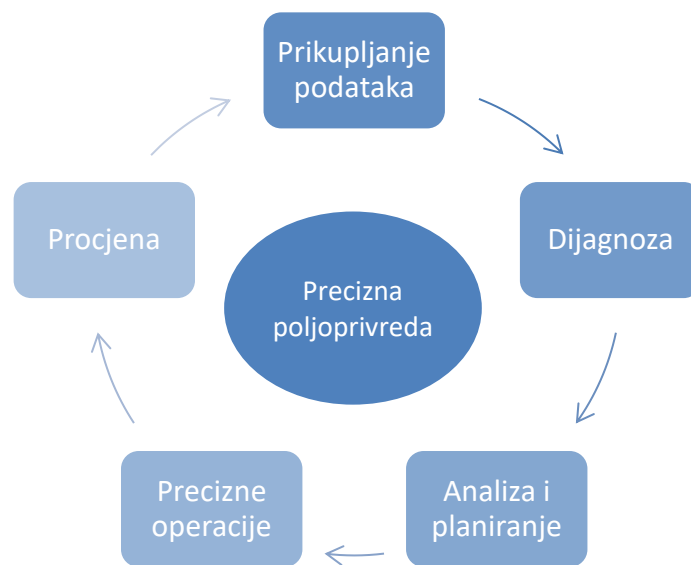 Prikupljanje
podataka
Dijagnoza
Analiza i
planiranje
Precizne
operacije
Procjena
Precizna
poljoprivreda